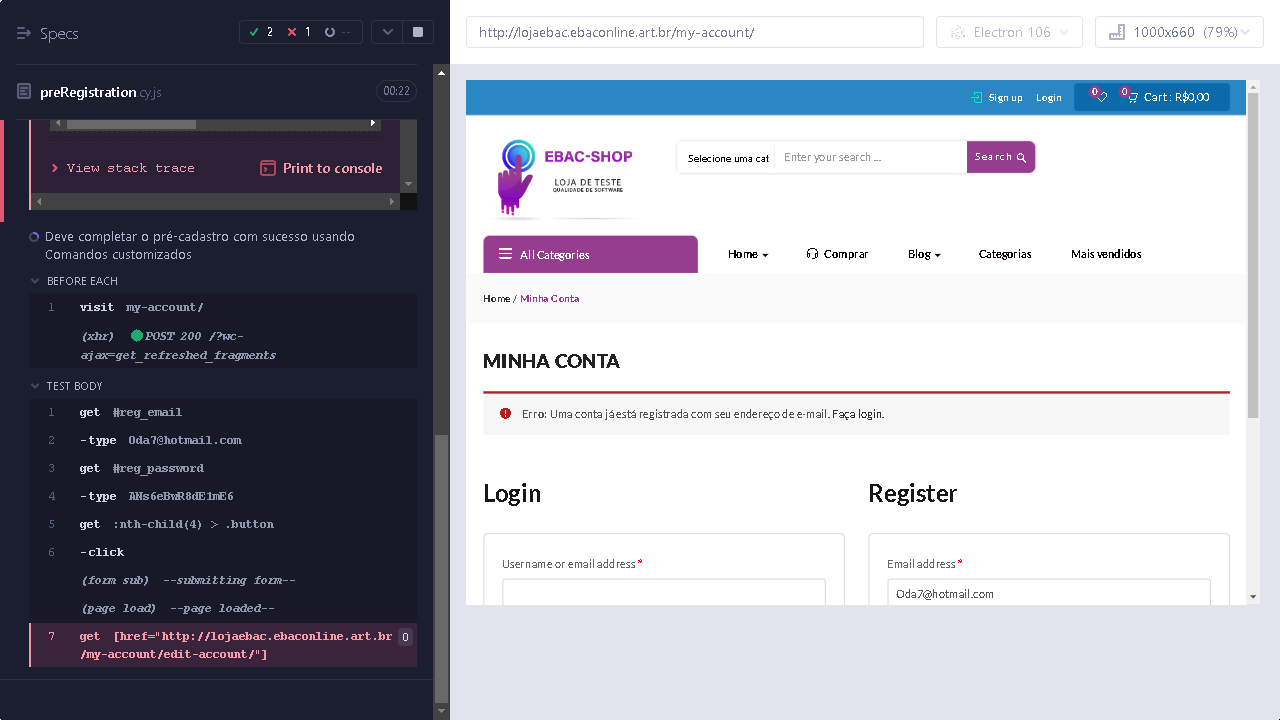 Specs
2
1
--
preRegistration.cy.js
00:22
View stack trace
Print to console
Deve completar o pré-cadastro com sucesso usando
Comandos customizados
BEFORE EACH
1 visit my-account/
(xhr) POST 200 /?wc-
ajax=get_refreshed_fragments
TEST BODY
1 get #reg_email
2 -type Oda7@hotmail.com
3 get #reg_password
4 -type ANs6eBwR8dE1mE6
5 get :nth-child(4) > .button
6 -click
(form sub) --submitting form--
(page load) --page loaded--
7 get [href="http://lojaebac.ebaconline.art.br
/my-account/edit-account/"]
0
http://lojaebac.ebaconline.art.br/my-account/
Electron 106
1000x660 (79%)
Sign up
Login
0
0
Cart : R$0,00
EBAC-SHOP
LOJA DE TESTE
QUALIDADE DE SOFTWARE
Selecione uma cat
Enter your search ...
Search
All Categories
Home
Comprar
Blog
Categorias
Mais vendidos
Home / Minha Conta
MINHA CONTA
Erro: Uma conta já está registrada com seu endereço de e-mail. Faça login.
Login
Register
Username or email address *
Email address *
Oda7@hotmail.com